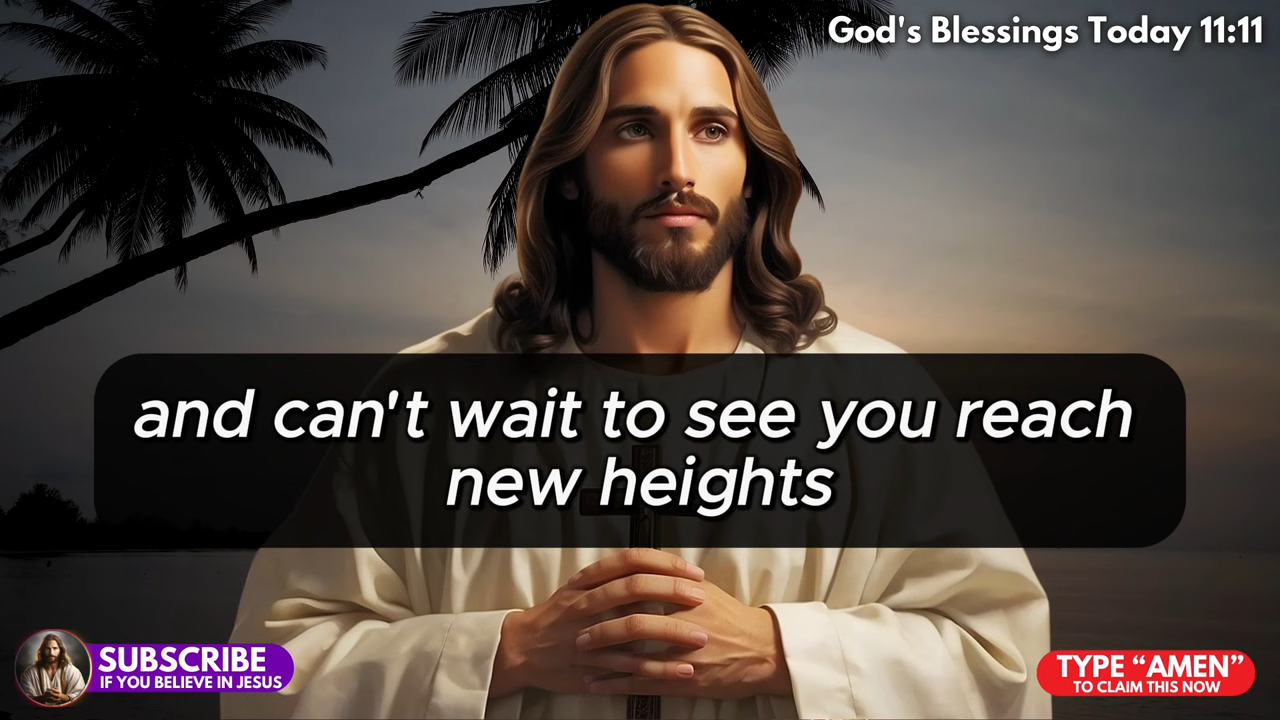 God's Blessings Today 11:11
and can't wait to see you reach
new heights
SUBSCRIBE
IF YOU BELIEVE IN JESUS
TYPE “AMEN”
TO CLAIM THIS NOW